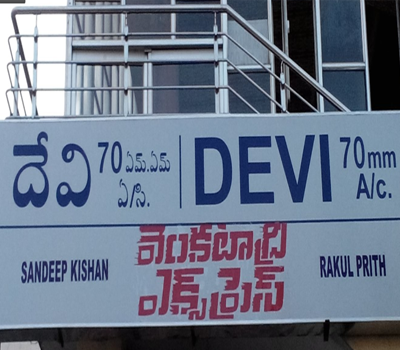 దేవి 70 ఎమ్.ఎమ్ ఏ/సి. DEVI 70mm A/c.
SANDEEP KISHAN వెంకటాద్రి ఎక్స్‌ప్రెస్ RAKUL PRITH